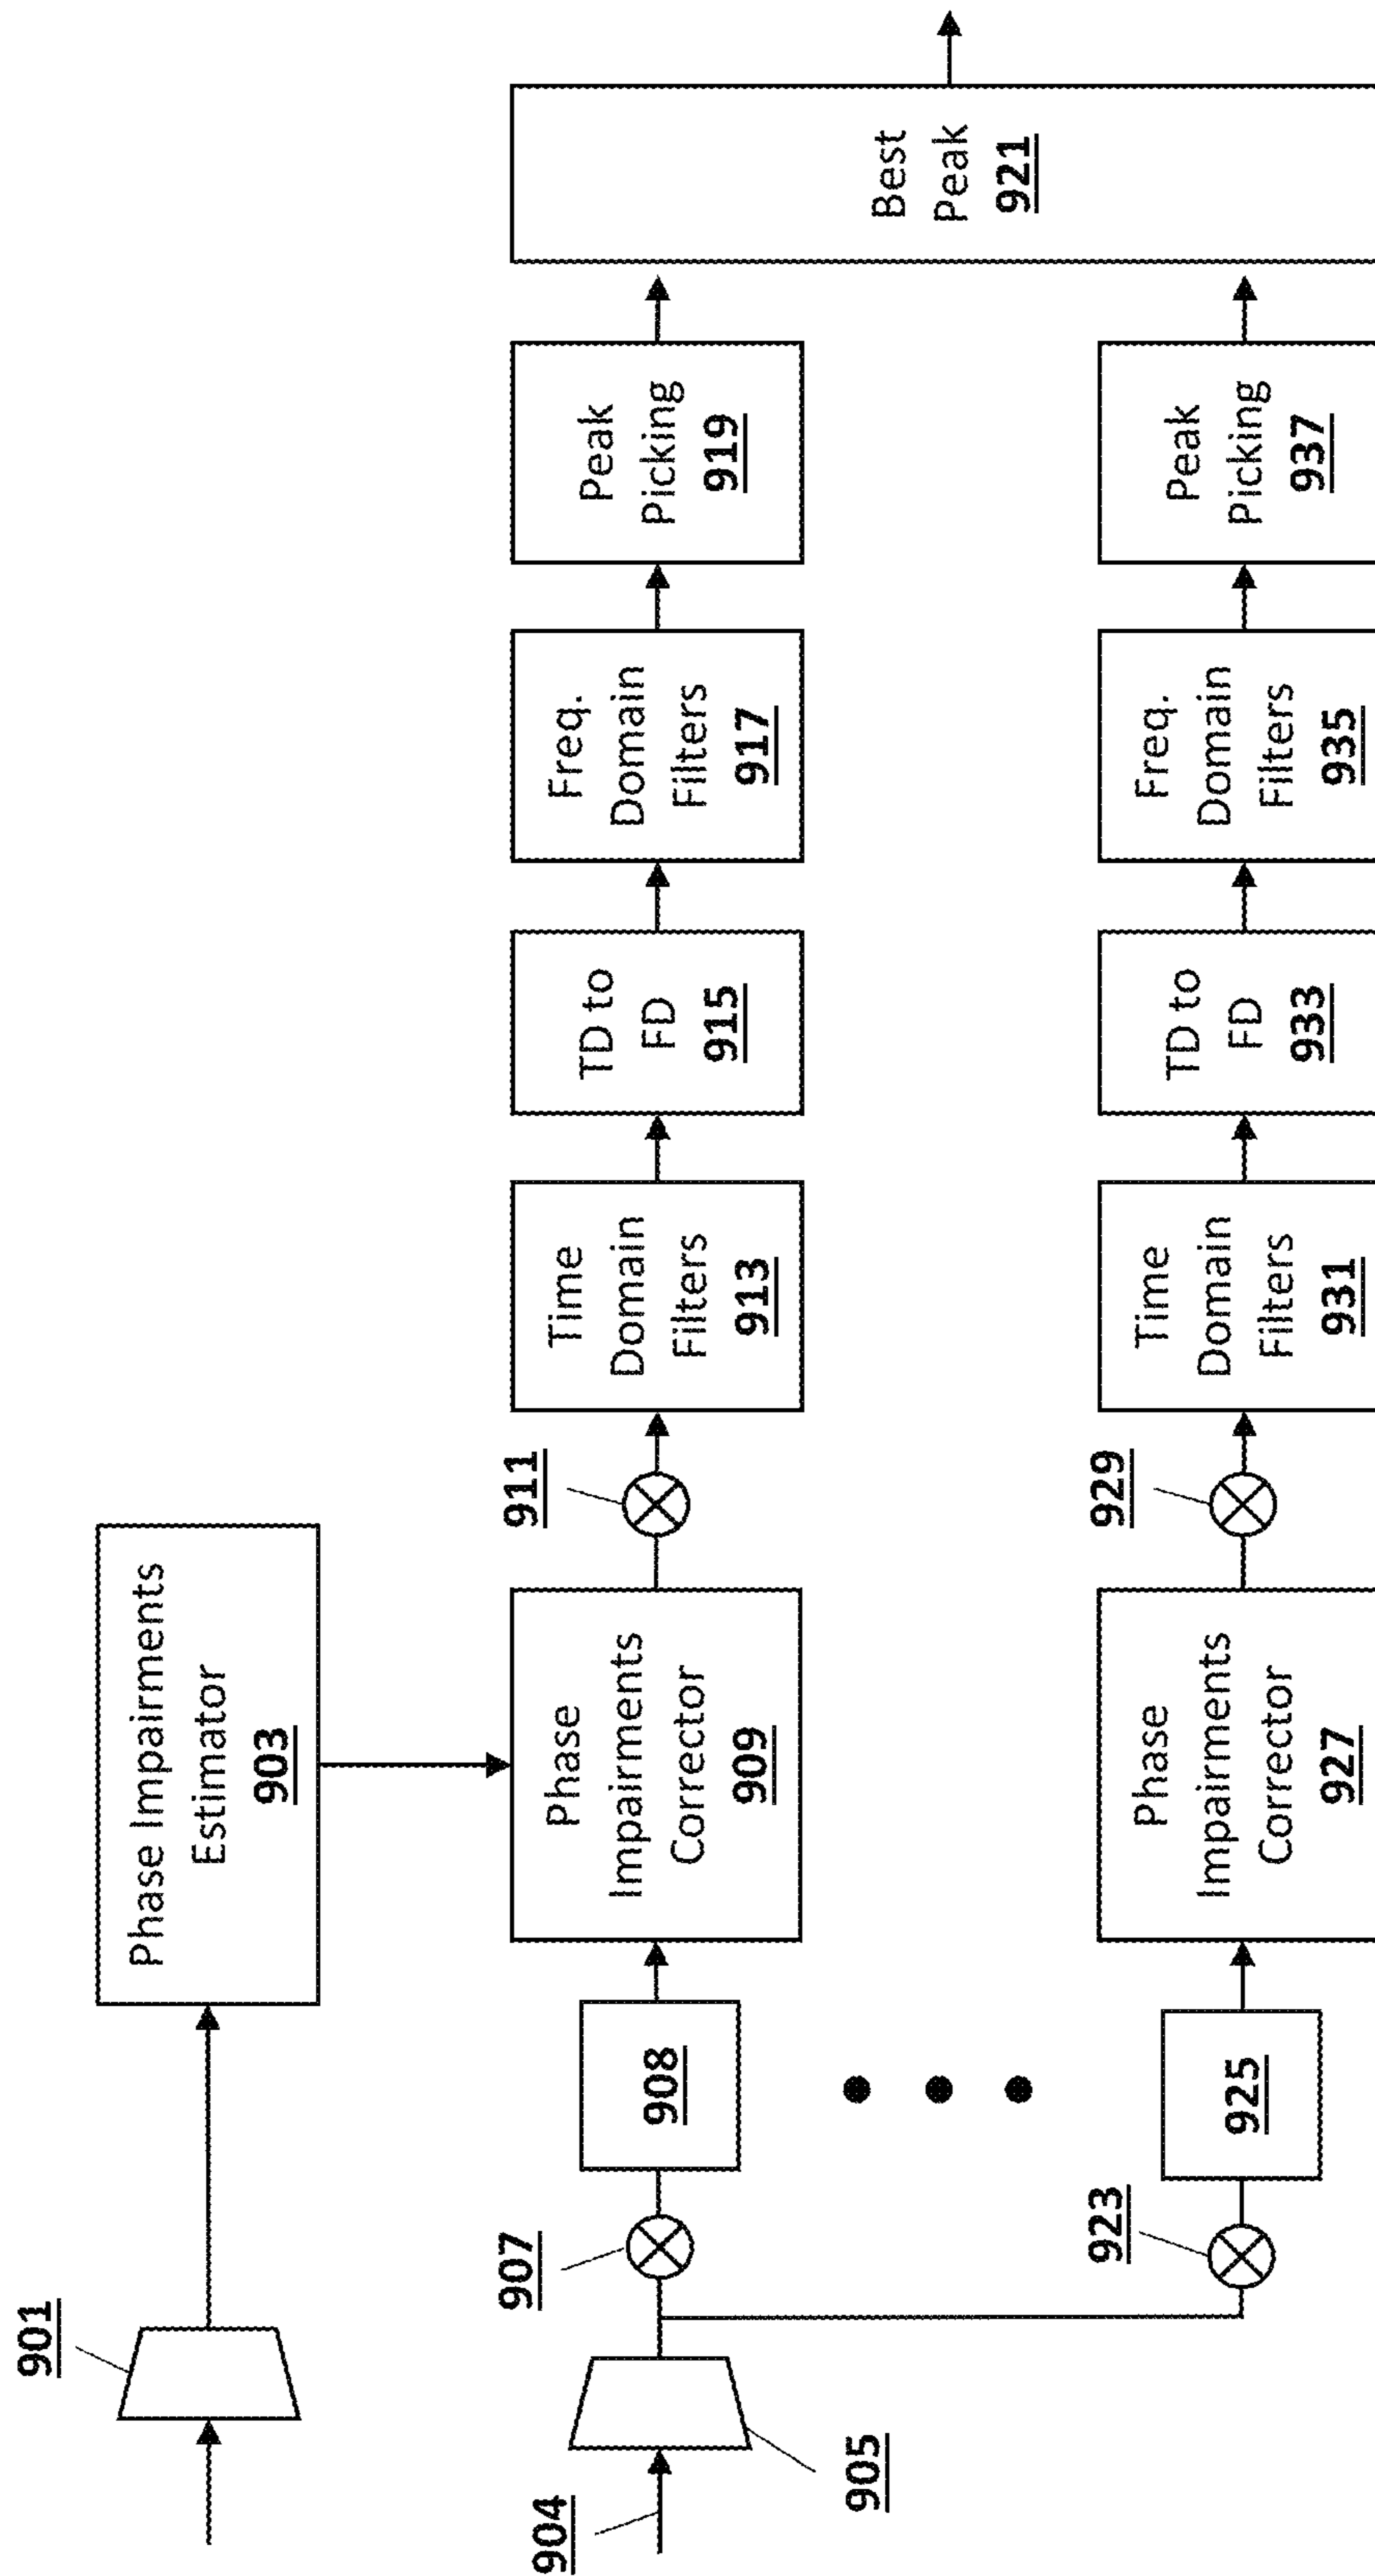 901
Phase Impairments
Estimator
903
904
905
907
908
Phase
Impairments
Corrector
909
911
Time
Domain
Filters
913
TD to
FD
915
Freq.
Domain
Filters
917
Peak
Picking
919
Best
Peak
921
923
925
Phase
Impairments
Corrector
927
929
Time
Domain
Filters
931
TD to
FD
933
Freq.
Domain
Filters
935
Peak
Picking
937